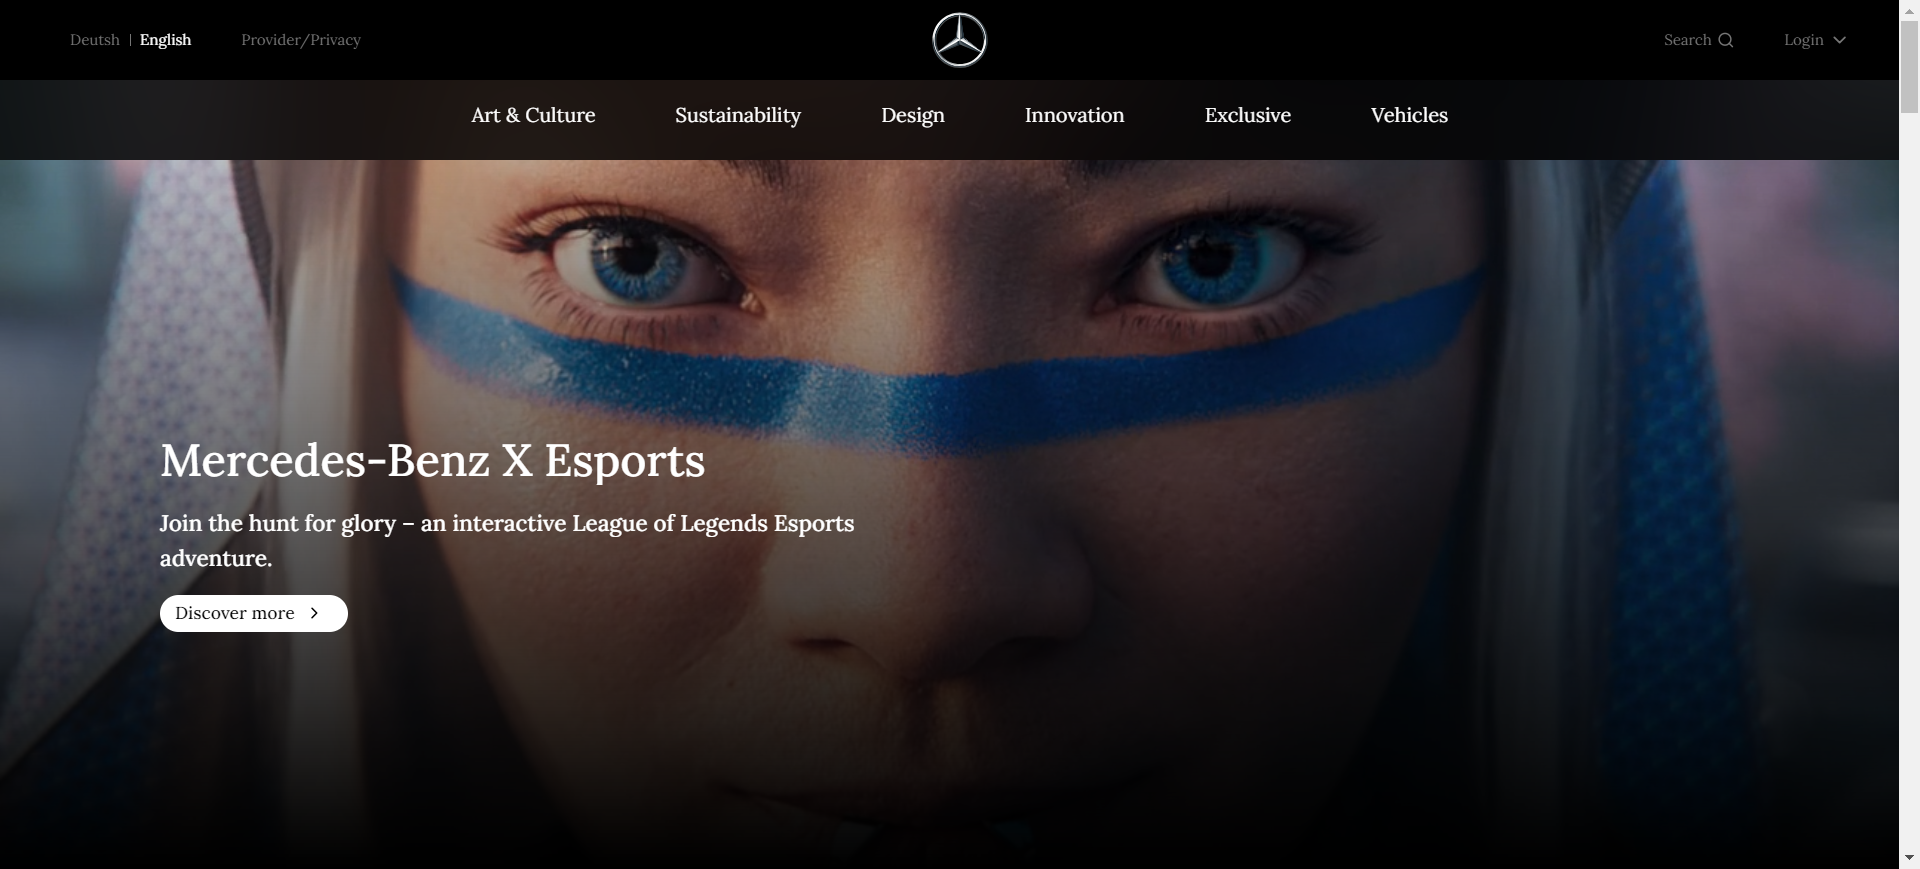 Deutsh | English Provider/Privacy Search Login
Art & Culture Sustainability Design Innovation Exclusive Vehicles
Mercedes-Benz X Esports
Join the hunt for glory – an interactive League of Legends Esports
adventure.
Discover more